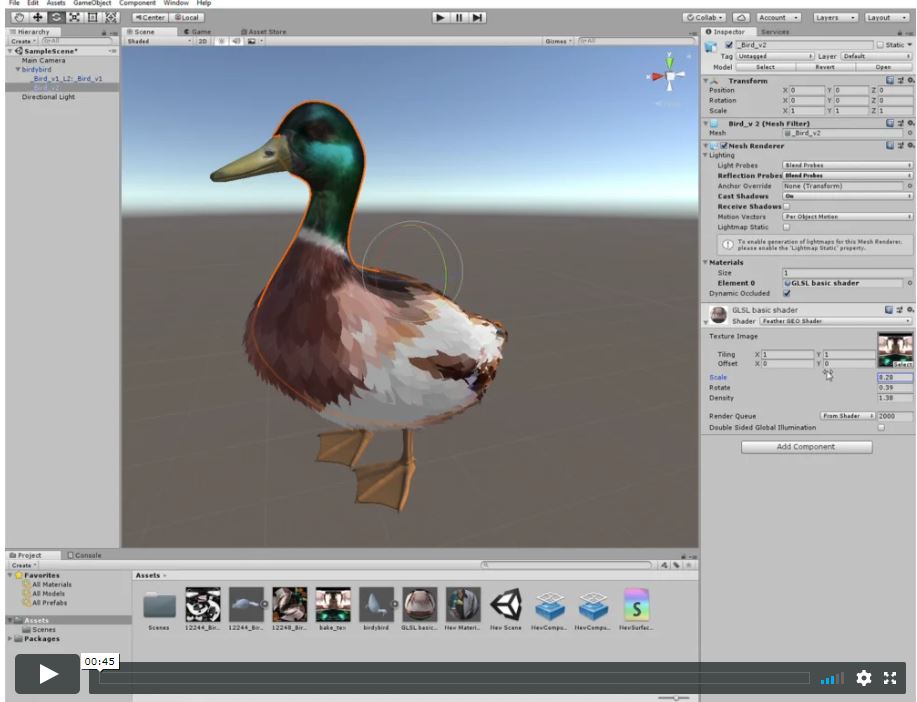 File Edit Assets GameObject Component Window Help
Center Local
Collab Account Layers Layout
Hierarchy
Create All
SampleScene*
Main Camera
birdybird
_Bird_v1_L2:_Bird_v1
_Bird_v2
Directional Light
Scene Game Asset Store
Shaded 2D Gizmos All
Inspector Services
_Bird_v2 Static
Tag Untagged Layer Default
Model Select Revert Open
Transform
Position X 0 Y 0 Z 0
Rotation X 0 Y 0 Z 0
Scale X 1 Y 1 Z 1
Bird_v 2 (Mesh Filter)
Mesh _Bird_v2
Mesh Renderer
Lighting
Light Probes Blend Probes
Reflection Probes Blend Probes
Anchor Override None (Transform)
Cast Shadows On
Receive Shadows
Motion Vectors Per Object Motion
Lightmap Static
To enable generation of lightmaps for this Mesh Renderer,
please enable the 'Lightmap Static' property.
Materials
Size 1
Element 0 GLSL basic shader
Dynamic Occluded
GLSL basic shader
Shader Feather GEO Shader
Texture Image
Tiling X 1 Y 1
Offset X 0 Y 0
Select
Scale 8.28
Rotate 0.39
Density 1.38
Render Queue From Shader 2000
Double Sided Global Illumination
Add Component
Project Console
Create
Favorites
All Materials
All Models
All Prefabs
Assets
Scenes
Packages
Assets
Scenes 12244_Bir... 12244_Bir... 12248_Bir... bake_tex birdybird GLSL basic... New Materi... New Scene NewCompu... NewCompu... NewSurfac...
00:45